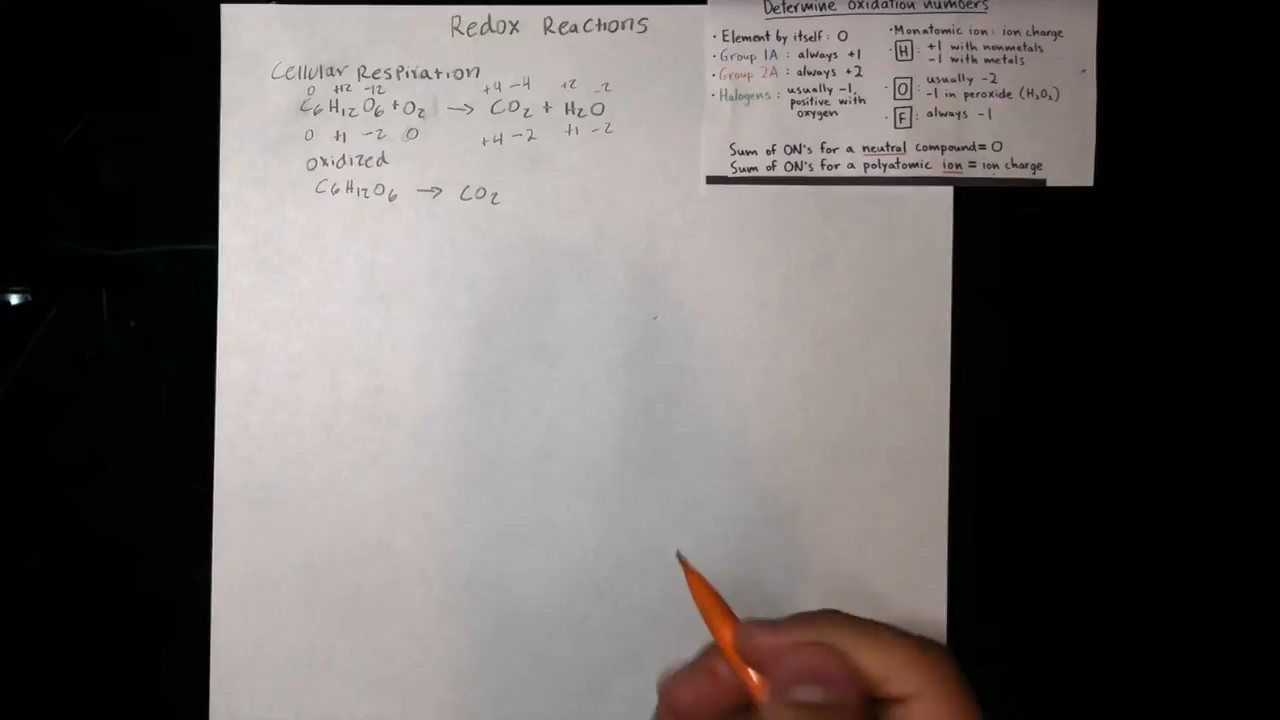 Redox Reactions
Cellular Respiration
0 +12 -12 +4 -4 +2 -2
C6H12O6 + O2 → CO2 + H2O
0 +1 -2 0 +4 -2 +1 -2
oxidized
C6H12O6 → CO2
Determine oxidation numbers
· Element by itself: 0
· Group 1A: always +1
· Group 2A: always +2
· Halogens: usually -1,
positive with
oxygen
· Monatomic ion: ion charge
· H: +1 with nonmetals
-1 with metals
· O: usually -2
-1 in peroxide (H2O2)
· F: always -1
Sum of ON's for a neutral compound = 0
Sum of ON's for a polyatomic ion = ion charge